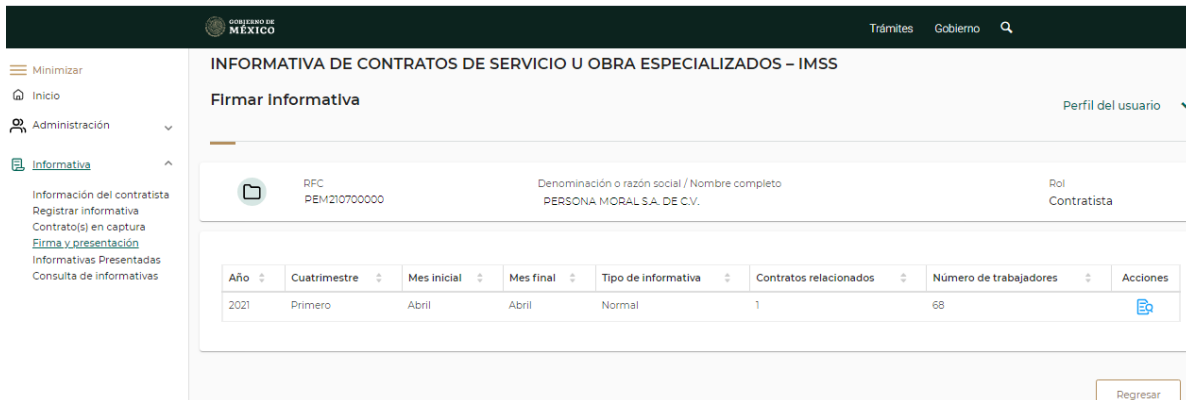 GOBIERNO DE
MÉXICO
Trámites Gobierno
Minimizar
Inicio
Administración
Informativa
Información del contratista
Registrar informativa
Contrato(s) en captura
Firma y presentación
Informativas Presentadas
Consulta de informativas
INFORMATIVA DE CONTRATOS DE SERVICIO U OBRA ESPECIALIZADOS – IMSS
Firmar Informativa
Perfil del usuario
RFC Denominación o razón social / Nombre completo Rol
PEM210700000 PERSONA MORAL S.A. DE C.V. Contratista
Año Cuatrimestre Mes inicial Mes final Tipo de informativa Contratos relacionados Número de trabajadores Acciones
2021 Primero Abril Abril Normal 1 68
Regresar